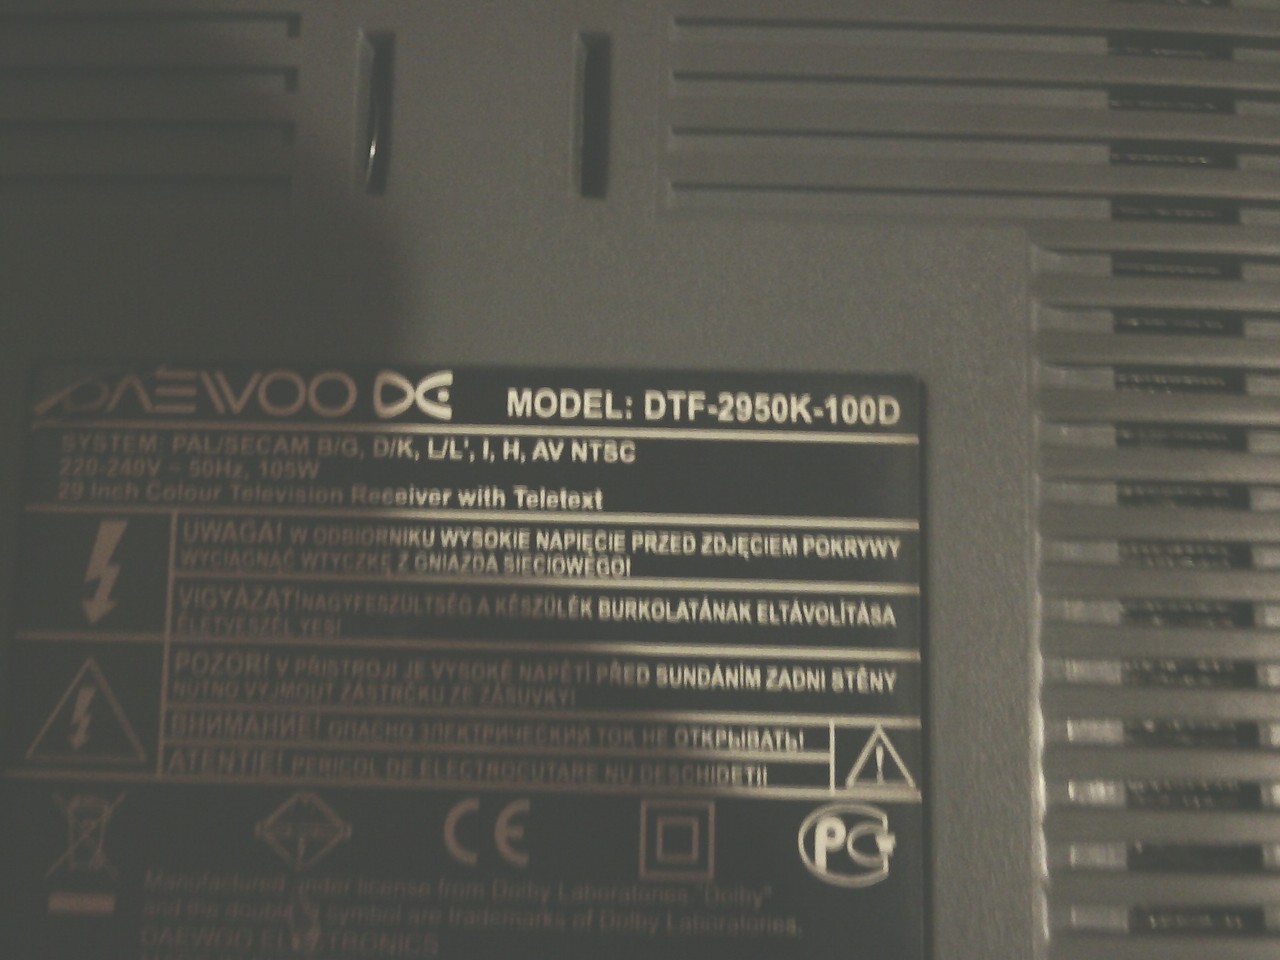 DAEWOO
MODEL: DTF-2950K-100D
SYSTEM PAL/SECAM B/G, D/K, L/L', I, H, AV NTSC
220-240V ~ 50Hz, 105W
29 Inch Colour Television Receiver with Teletext
UWAGA! W ODBIORNIKU WYSOKIE NAPIĘCIE PRZED ZDJĘCIEM POKRYWY
WYCIĄGNĄĆ WTYCZKĘ Z GNIAZDA SIECIOWEGO!
VIGYÁZAT! NAGYFESZÜLTSÉG A KÉSZÜLÉK BURKOLATÁNAK ELTÁVOLÍTÁSA
ÉLETVESZÉLYES!
POZOR! V PŘISTROJI JE VYSOKÉ NAPĚTÍ PŘED SUNDÁNÍM ZADNI STĚNY
NUTNO VYJMOUT ZÁSTRČKU ZE ZÁSUVKY!
ВНИМАНИЕ! ОПАСНО ЭЛЕКТРИЧЕСКИЙ ТОК НЕ ОТКРЫВАТЬ!
ATENTIE! PERICOL DE ELECTROCUTARE NU DESCHIDETI!
CE
PG
Manufactured under license from Dolby Laboratories. "Dolby"
and the double D symbol are trademarks of Dolby Laboratories.
DAEWOO ELECTRONICS